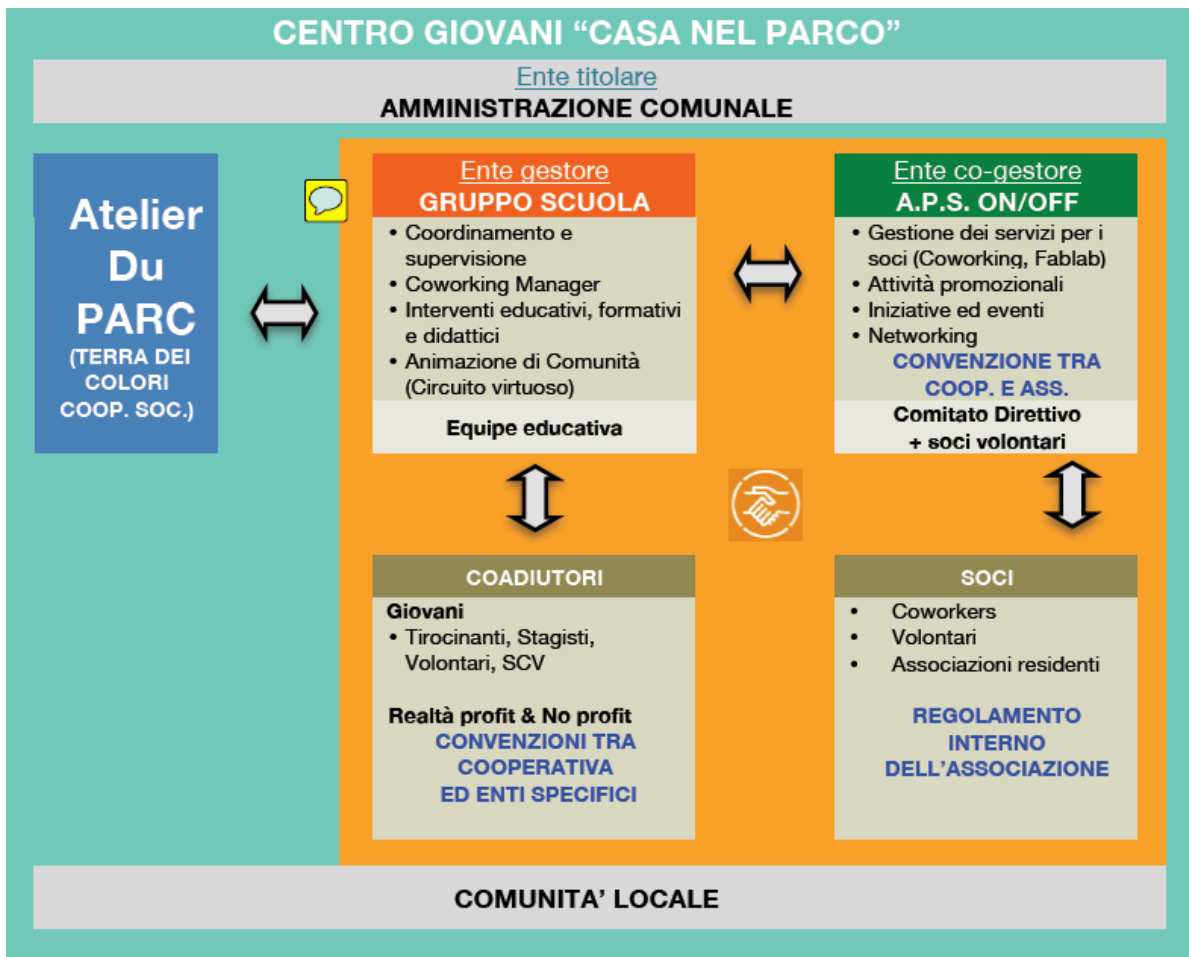 CENTRO GIOVANI “CASA NEL PARCO”
Ente titolare
AMMINISTRAZIONE COMUNALE
Atelier
Du
PARC
(TERRA DEI
COLORI
COOP. SOC.)
Ente gestore
GRUPPO SCUOLA
• Coordinamento e
supervisione
• Coworking Manager
• Interventi educativi, formativi
e didattici
• Animazione di Comunità
(Circuito virtuoso)
Equipe educativa
Ente co-gestore
A.P.S. ON/OFF
• Gestione dei servizi per i
soci (Coworking, Fablab)
• Attività promozionali
• Iniziative ed eventi
• Networking
CONVENZIONE TRA
COOP. E ASS.
Comitato Direttivo
+ soci volontari
COADIUTORI
Giovani
• Tirocinanti, Stagisti,
Volontari, SCV
Realtà profit & No profit
CONVENZIONI TRA
COOPERATIVA
ED ENTI SPECIFICI
SOCI
• Coworkers
• Volontari
• Associazioni residenti
REGOLAMENTO
INTERNO
DELL’ASSOCIAZIONE
COMUNITA’ LOCALE